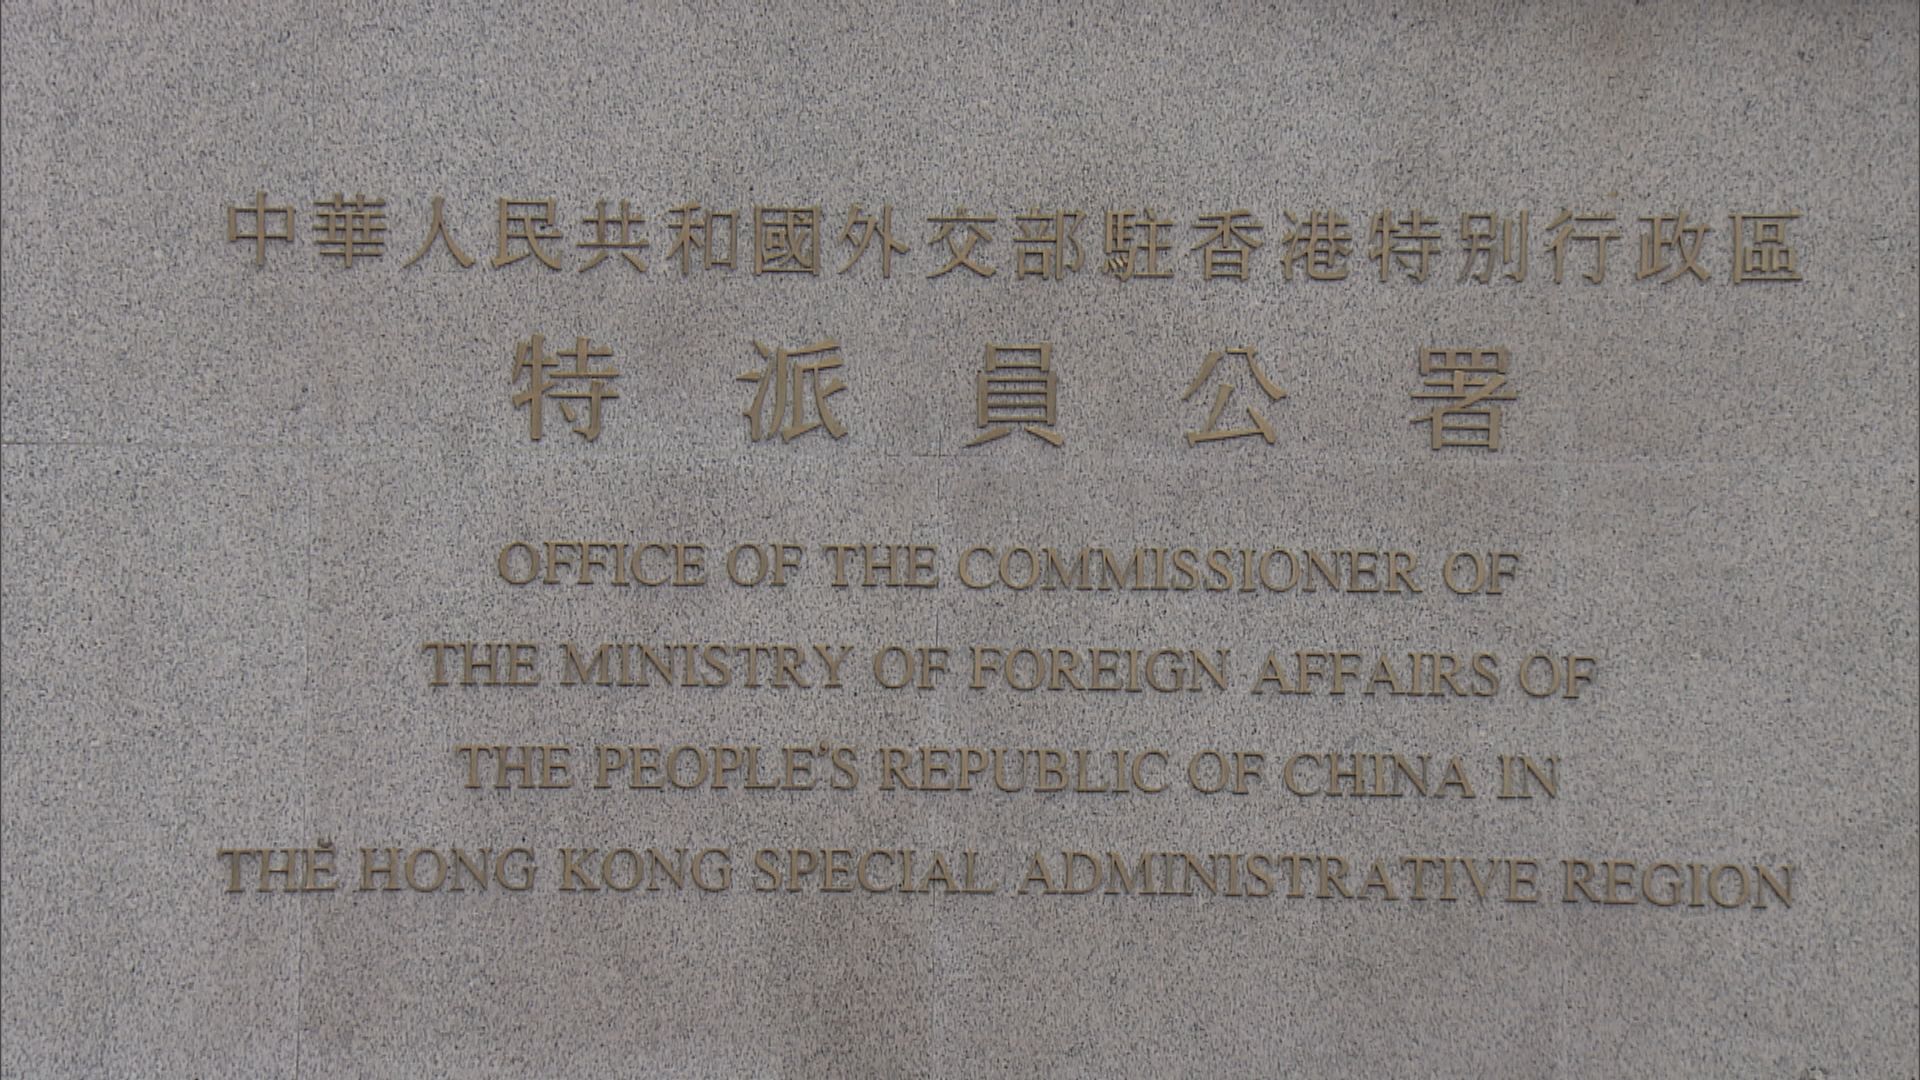 中華人民共和國外交部駐香港特別行政區
特派員公署
OFFICE OF THE COMMISSIONER OF
THE MINISTRY OF FOREIGN AFFAIRS OF
THE PEOPLE'S REPUBLIC OF CHINA IN
THE HONG KONG SPECIAL ADMINISTRATIVE REGION